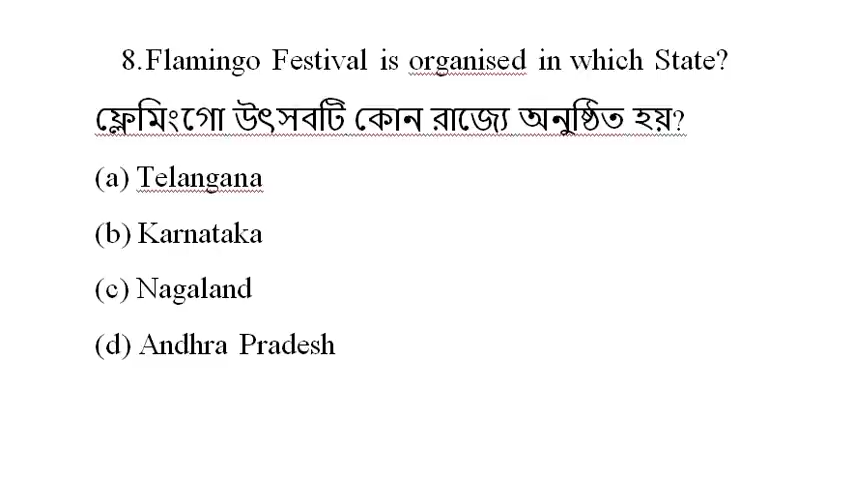 8.Flamingo Festival is organised in which State?
ফ্লেমিংগো উৎসবটি কোন রাজ্যে অনুষ্ঠিত হয়?
(a) Telangana
(b) Karnataka
(c) Nagaland
(d) Andhra Pradesh